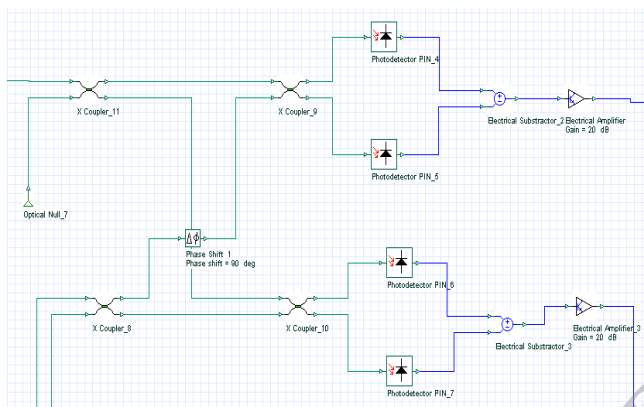 Photodetector PIN_4
X Coupler_11
X Coupler_9
Electrical Substractor_2
Electrical Amplifier
Gain = 20 dB
Photodetector PIN_5
Optical Null_7
Phase Shift 1
Phase shift = 90 deg
Photodetector PIN_6
X Coupler_8
X Coupler_10
Electrical Amplifier_3
Gain = 20 dB
Electrical Substractor_3
Photodetector PIN_7